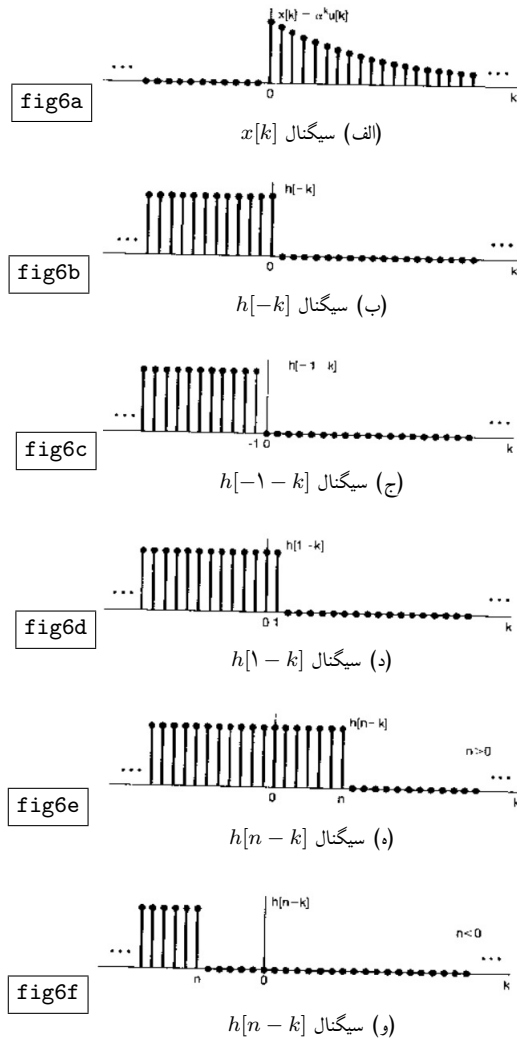 x[k] = α^k u[k]
... ...
0 k
fig6a
(الف) سیگنال x[k]
h[-k]
... ...
0 k
fig6b
(ب) سیگنال h[−k]
h[-1 k]
... ...
-1 0 k
fig6c
(ج) سیگنال h[−۱ − k]
h[1 -k]
... ...
0 1 k
fig6d
(د) سیگنال h[۱ − k]
h[n-k]
n>0
... ...
0 n k
fig6e
(ه) سیگنال h[n − k]
h[n-k]
n<0
... ...
n 0 k
fig6f
(و) سیگنال h[n − k]